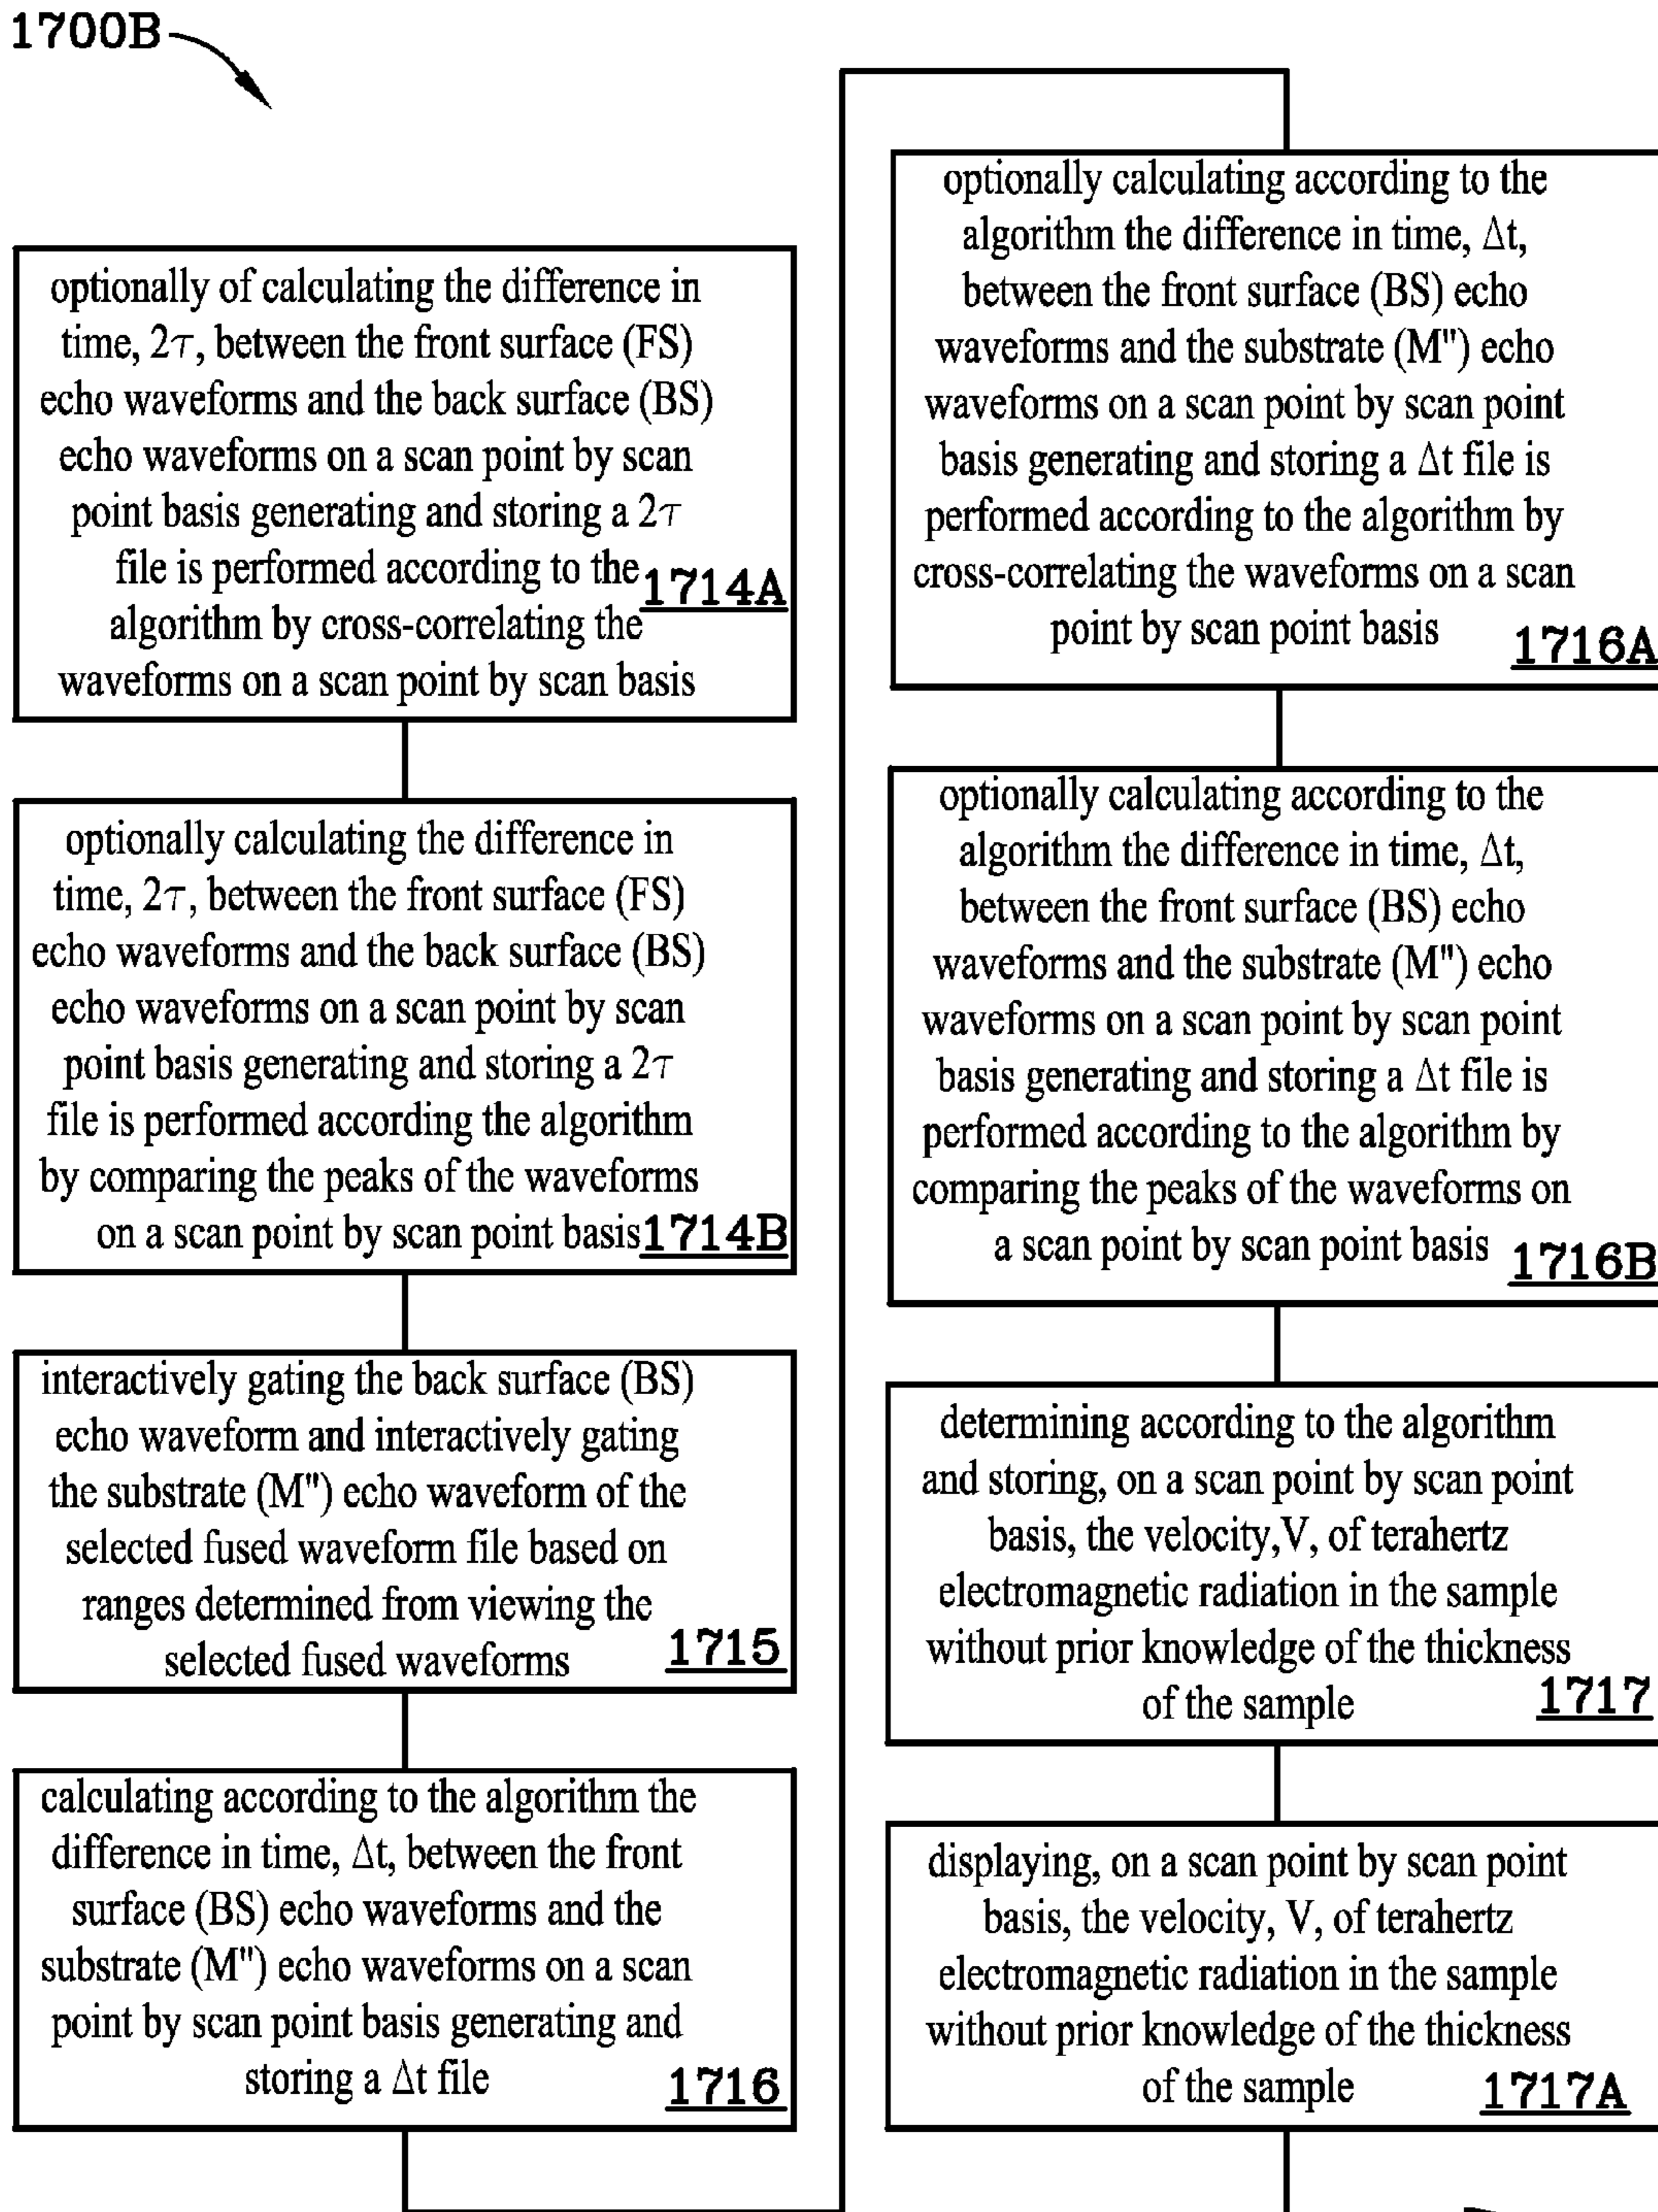 1700B
optionally of calculating the difference in
time, 2τ, between the front surface (FS)
echo waveforms and the back surface (BS)
echo waveforms on a scan point by scan
point basis generating and storing a 2τ
file is performed according to the
1714A
algorithm by cross-correlating the
waveforms on a scan point by scan basis
optionally calculating the difference in
time, 2τ, between the front surface (FS)
echo waveforms and the back surface (BS)
echo waveforms on a scan point by scan
point basis generating and storing a 2τ
file is performed according the algorithm
by comparing the peaks of the waveforms
on a scan point by scan point basis 1714B
interactively gating the back surface (BS)
echo waveform and interactively gating
the substrate (M") echo waveform of the
selected fused waveform file based on
ranges determined from viewing the
selected fused waveforms 1715
calculating according to the algorithm the
difference in time, Δt, between the front
surface (BS) echo waveforms and the
substrate (M") echo waveforms on a scan
point by scan point basis generating and
storing a Δt file 1716
optionally calculating according to the
algorithm the difference in time, Δt,
between the front surface (BS) echo
waveforms and the substrate (M") echo
waveforms on a scan point by scan point
basis generating and storing a Δt file is
performed according to the algorithm by
cross-correlating the waveforms on a scan
point by scan point basis 1716A
optionally calculating according to the
algorithm the difference in time, Δt,
between the front surface (BS) echo
waveforms and the substrate (M") echo
waveforms on a scan point by scan point
basis generating and storing a Δt file is
performed according to the algorithm by
comparing the peaks of the waveforms on
a scan point by scan point basis 1716B
determining according to the algorithm
and storing, on a scan point by scan point
basis, the velocity,V, of terahertz
electromagnetic radiation in the sample
without prior knowledge of the thickness
of the sample 1717
displaying, on a scan point by scan point
basis, the velocity, V, of terahertz
electromagnetic radiation in the sample
without prior knowledge of the thickness
of the sample 1717A